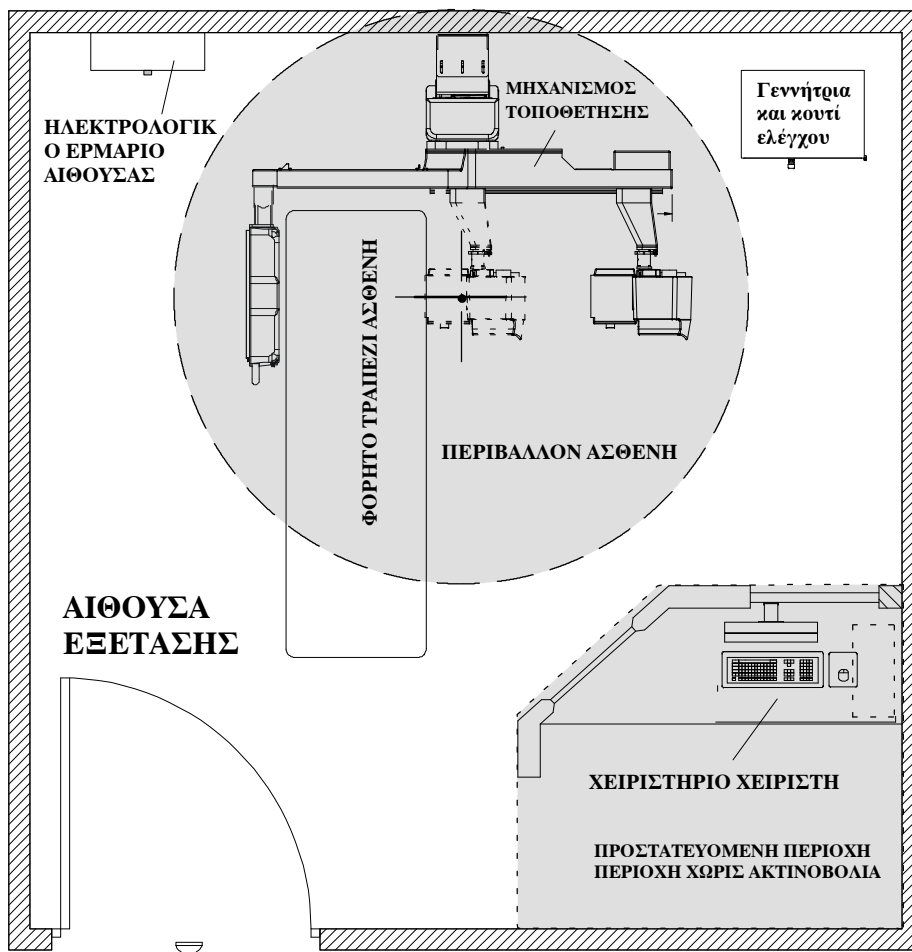 ΗΛΕΚΤΡΟΛΟΓΙΚ
Ο ΕΡΜΑΡΙΟ
ΑΙΘΟΥΣΑΣ
ΜΗΧΑΝΙΣΜΟΣ
ΤΟΠΟΘΕΤΗΣΗΣ
Γεννήτρια
και κουτί
ελέγχου
ΦΟΡΗΤΟ ΤΡΑΠΕΖΙ ΑΣΘΕΝΗ
ΠΕΡΙΒΑΛΛΟΝ ΑΣΘΕΝΗ
ΑΙΘΟΥΣΑ
ΕΞΕΤΑΣΗΣ
ΧΕΙΡΙΣΤΗΡΙΟ ΧΕΙΡΙΣΤΗ
ΠΡΟΣΤΑΤΕΥΟΜΕΝΗ ΠΕΡΙΟΧΗ
ΠΕΡΙΟΧΗ ΧΩΡΙΣ ΑΚΤΙΝΟΒΟΛΙΑ